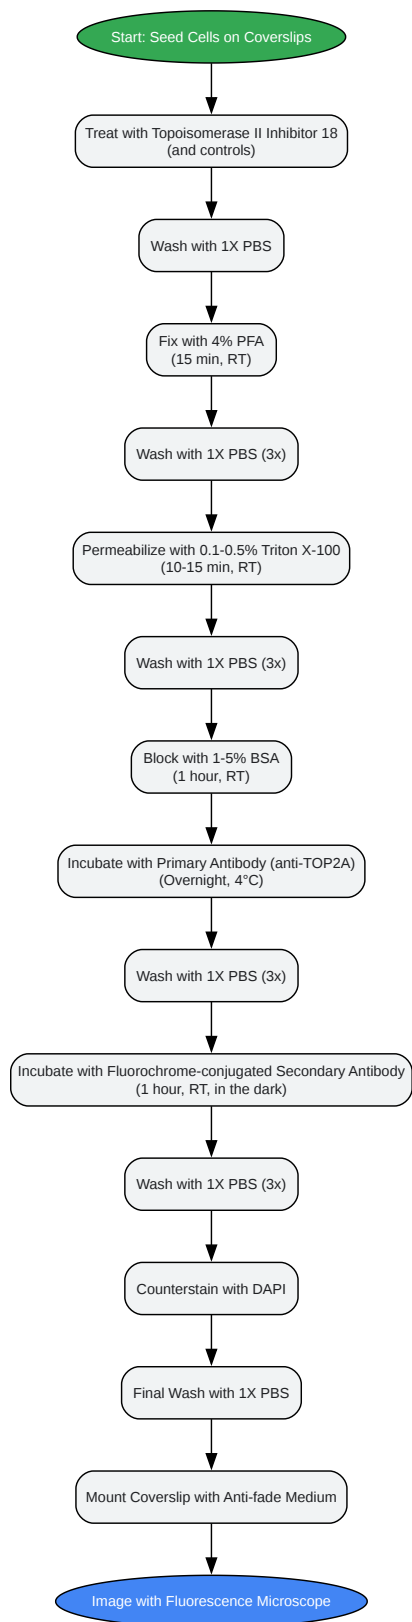 Start: Seed Cells on Coverslips
Treat with Topoisomerase II Inhibitor 18
(and controls)
Wash with 1X PBS
Fix with 4% PFA
(15 min, RT)
Wash with 1X PBS (3x)
Permeabilize with 0.1-0.5% Triton X-100
(10-15 min, RT)
Wash with 1X PBS (3x)
Block with 1-5% BSA
(1 hour, RT)
Incubate with Primary Antibody (anti-TOP2A)
(Overnight, 4°C)
Wash with 1X PBS (3x)
Incubate with Fluorochrome-conjugated Secondary Antibody
(1 hour, RT, in the dark)
Wash with 1X PBS (3x)
Counterstain with DAPI
Final Wash with 1X PBS
Mount Coverslip with Anti-fade Medium
Image with Fluorescence Microscope